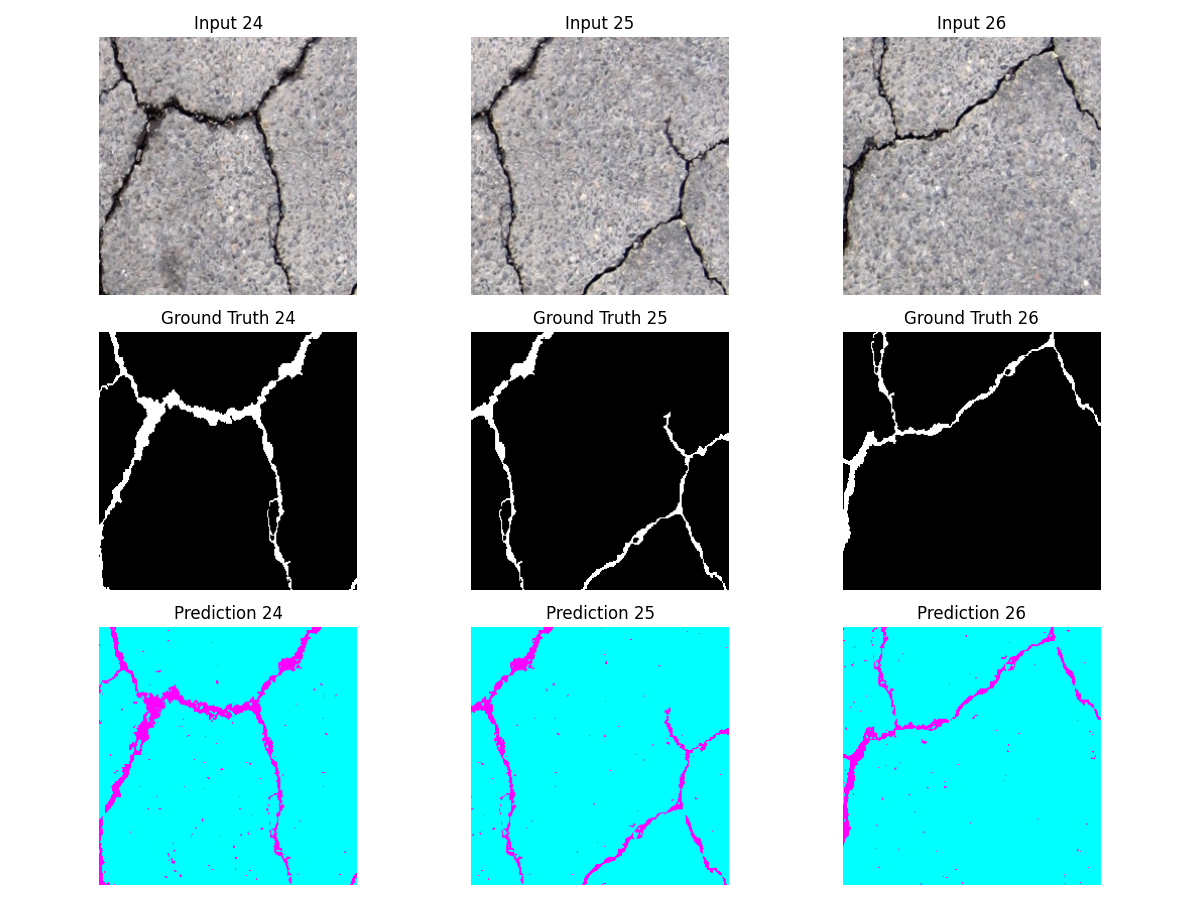 Input 24
Input 25
Input 26
Ground Truth 24
Ground Truth 25
Ground Truth 26
Prediction 24
Prediction 25
Prediction 26